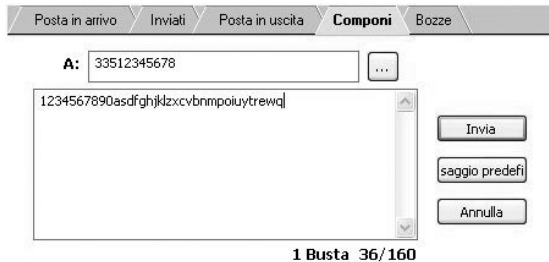 Posta in arrivo Inviati Posta in uscita Componi Bozze
A: 33512345678 ...
1234567890asdfghjklzxcvbnmpoiuytrewq
Invia
saggio predefi
Annulla
1 Busta 36/160